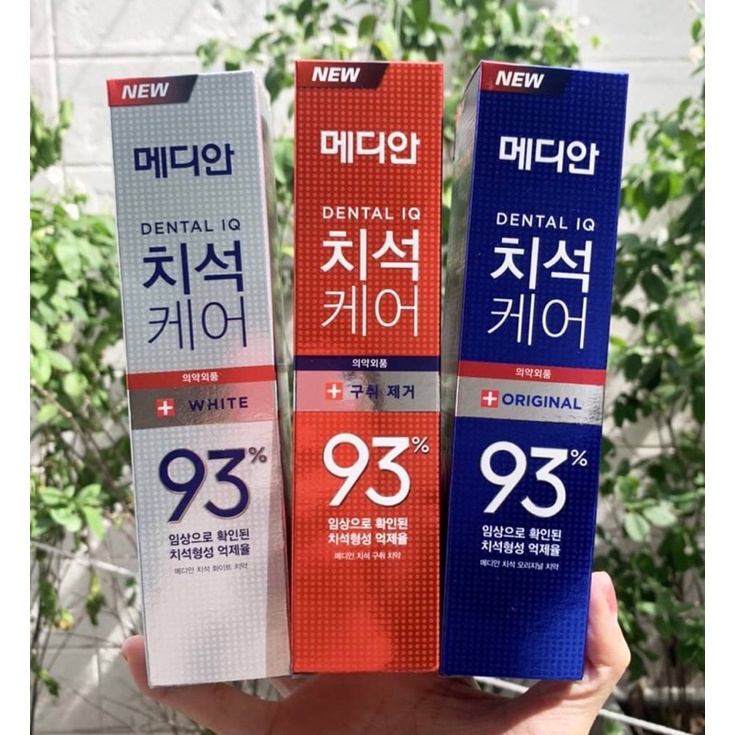 NEW
메디안
DENTAL IQ
치석
케어
의약외품
WHITE
93%
임상으로 확인된
치석형성 억제율
메디안 치석 화이트 치약
NEW
메디안
DENTAL IQ
치석
케어
의약외품
구취 제거
93%
임상으로 확인된
치석형성 억제율
메디안 치석 구취 치약
NEW
메디안
DENTAL IQ
치석
케어
의약외품
ORIGINAL
93%
임상으로 확인된
치석형성 억제율
메디안 치석 오리지널 치약